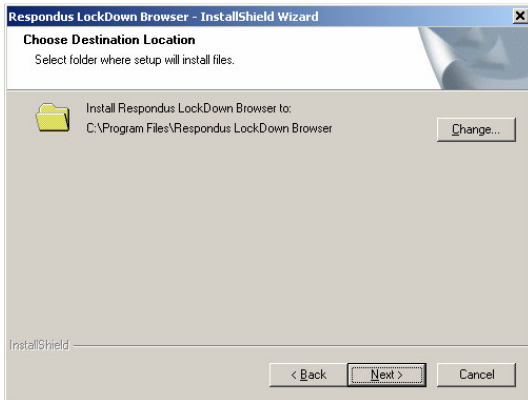 Respondus LockDown Browser - InstallShield Wizard
Choose Destination Location
Select folder where setup will install files.
Install Respondus LockDown Browser to:
C:\Program Files\Respondus LockDown Browser
Change...
InstallShield
< Back
Next >
Cancel